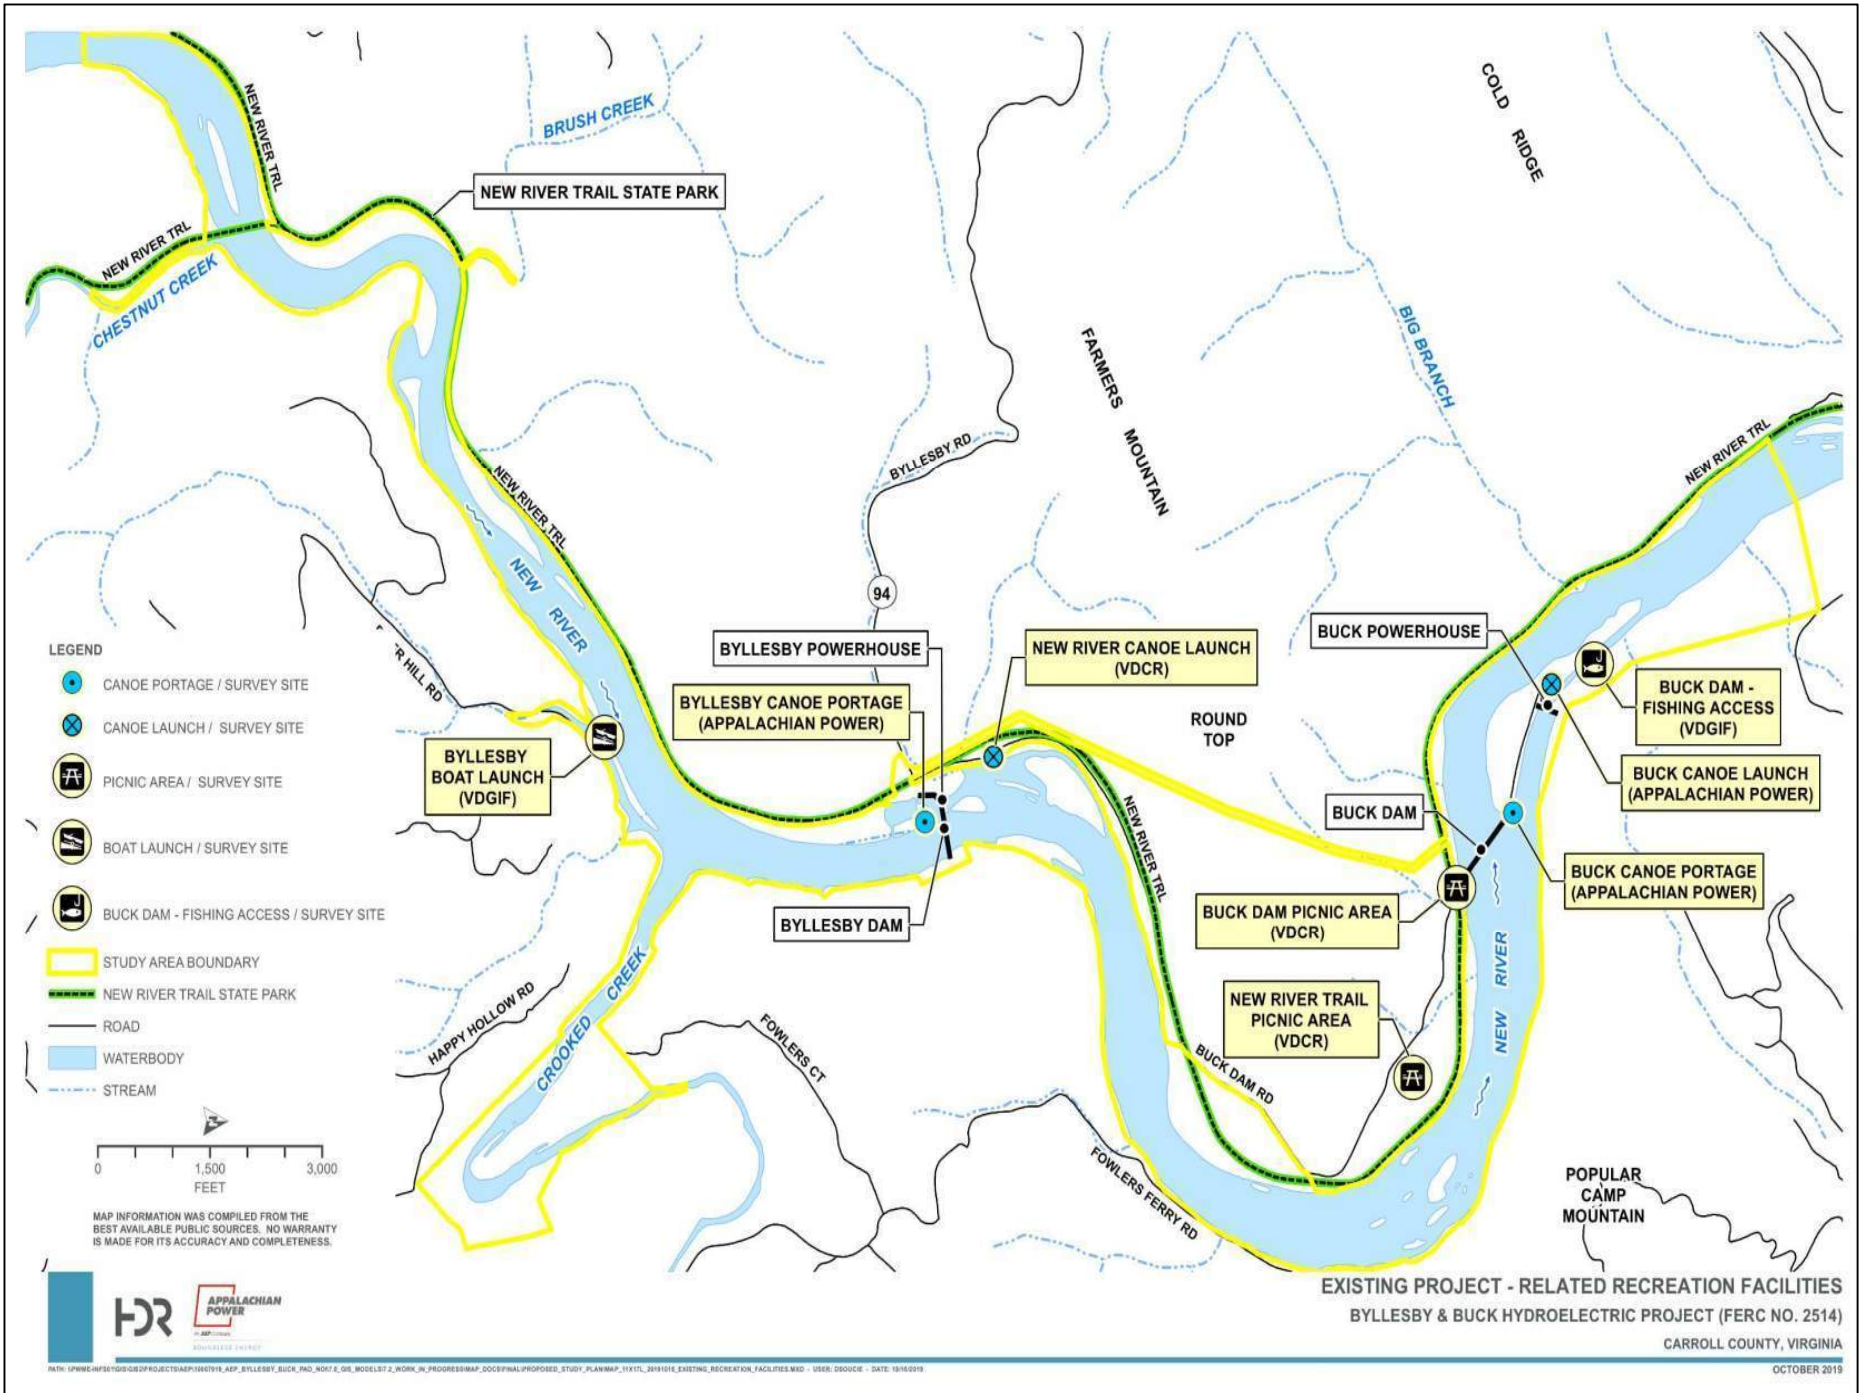 NEW RIVER TRL
BRUSH CREEK
NEW RIVER TRAIL STATE PARK
NEW RIVER TRL
CHESTNUT CREEK
COLD RIDGE
FARMERS MOUNTAIN
BIG BRANCH
BYLLESBY RD
NEW RIVER TRL
NEW RIVER TRL
NEW RIVER
94
HILL RD
BYLLESBY POWERHOUSE
NEW RIVER CANOE LAUNCH
(VDCR)
BYLLESBY CANOE PORTAGE
(APPALACHIAN POWER)
BUCK POWERHOUSE
ROUND
TOP
BUCK DAM -
FISHING ACCESS
(VDGIF)
BYLLESBY
BOAT LAUNCH
(VDGIF)
BUCK CANOE LAUNCH
(APPALACHIAN POWER)
BUCK DAM
NEW RIVER TRL
BUCK CANOE PORTAGE
(APPALACHIAN POWER)
BUCK DAM PICNIC AREA
(VDCR)
BYLLESBY DAM
NEW RIVER
NEW RIVER TRAIL
PICNIC AREA
(VDCR)
CROOKED CREEK
HAPPY HOLLOW RD
FOWLERS CT
BUCK DAM RD
FOWLERS FERRY RD
POPULAR
CAMP
MOUNTAIN
LEGEND
CANOE PORTAGE / SURVEY SITE
CANOE LAUNCH / SURVEY SITE
PICNIC AREA / SURVEY SITE
BOAT LAUNCH / SURVEY SITE
BUCK DAM - FISHING ACCESS / SURVEY SITE
STUDY AREA BOUNDARY
NEW RIVER TRAIL STATE PARK
ROAD
WATERBODY
STREAM
0 1,500 3,000
FEET
MAP INFORMATION WAS COMPILED FROM THE
BEST AVAILABLE PUBLIC SOURCES. NO WARRANTY
IS MADE FOR ITS ACCURACY AND COMPLETENESS.
HDR
APPALACHIAN
POWER
BOUNDLESS ENERGY
EXISTING PROJECT - RELATED RECREATION FACILITIES
BYLLESBY & BUCK HYDROELECTRIC PROJECT (FERC NO. 2514)
CARROLL COUNTY, VIRGINIA
OCTOBER 2019